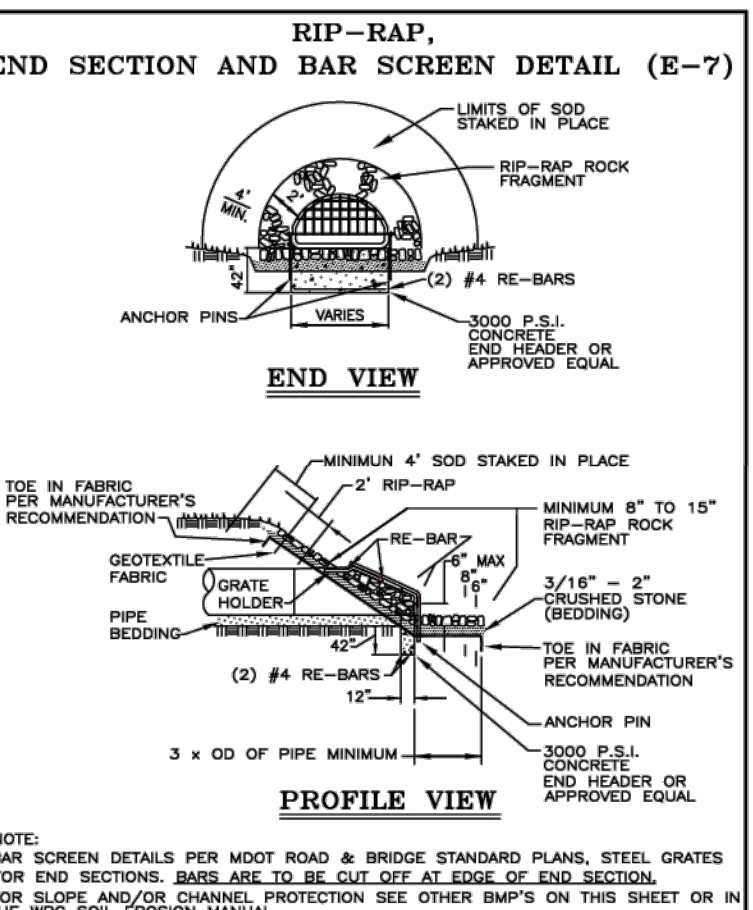 RIP-RAP,
END SECTION AND BAR SCREEN DETAIL (E-7)
LIMITS OF SOD
STAKED IN PLACE
RIP-RAP ROCK
FRAGMENT
4'
MIN.
2'
42"
(2) #4 RE-BARS
ANCHOR PINS
VARIES
3000 P.S.I.
CONCRETE
END HEADER OR
APPROVED EQUAL
END VIEW
MINIMUN 4' SOD STAKED IN PLACE
TOE IN FABRIC
PER MANUFACTURER'S
RECOMMENDATION
2' RIP-RAP
MINIMUM 8" TO 15"
RIP-RAP ROCK
FRAGMENT
RE-BAR
GEOTEXTILE
FABRIC
6" MAX
8"
6"
GRATE
HOLDER
3/16" - 2"
CRUSHED STONE
(BEDDING)
PIPE
BEDDING
42"
TOE IN FABRIC
PER MANUFACTURER'S
RECOMMENDATION
(2) #4 RE-BARS
12"
ANCHOR PIN
3 x OD OF PIPE MINIMUM
3000 P.S.I.
CONCRETE
END HEADER OR
APPROVED EQUAL
PROFILE VIEW
NOTE:
BAR SCREEN DETAILS PER MDOT ROAD & BRIDGE STANDARD PLANS, STEEL GRATES
FOR END SECTIONS. BARS ARE TO BE CUT OFF AT EDGE OF END SECTION.
FOR SLOPE AND/OR CHANNEL PROTECTION SEE OTHER BMP'S ON THIS SHEET OR IN
SOIL EROSION MANUAL